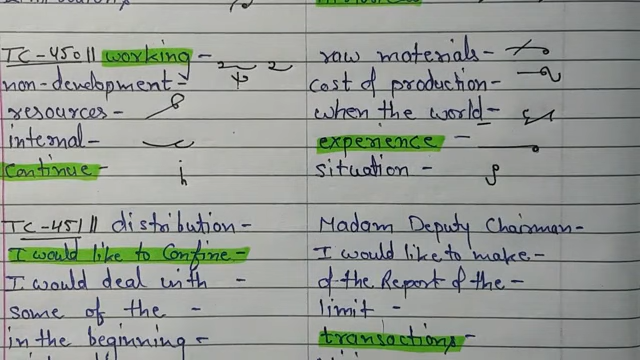 TC-450|| working -
non-development -
resources -
internal -
continue -
raw materials -
cost of production -
when the world -
experience -
situation -
TC-451|| distribution -
I would like to confine -
I would deal with -
some of the -
in the beginning -
Madam Deputy Chairman -
I would like to make -
of the Report of the -
limit -
transactions -